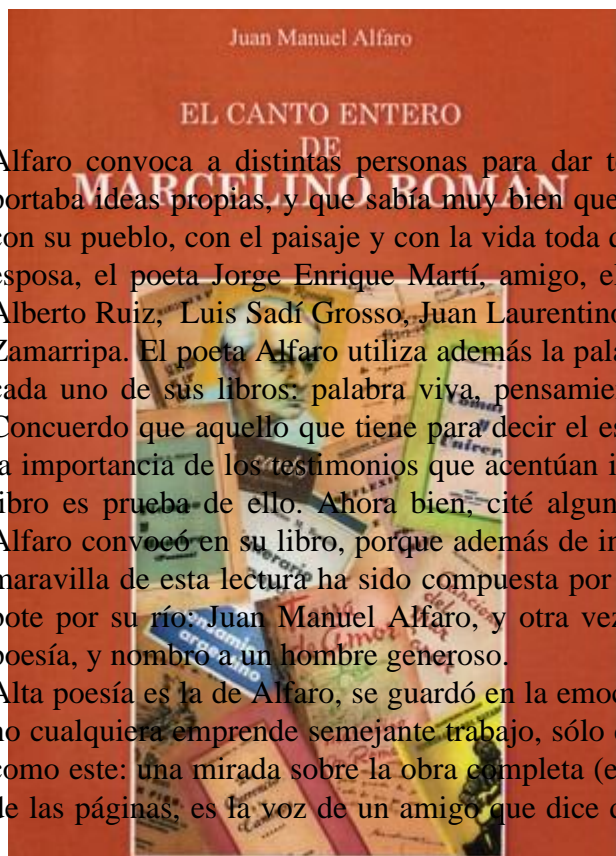 Juan Manuel Alfaro
EL CANTO ENTERO
DE
MARCELINO ROMÁN
Alfaro convoca a distintas personas para dar t
portaba ideas propias, y que sabía muy bien que
con su pueblo, con el paisaje y con la vida toda
esposa, el poeta Jorge Enrique Martí, amigo, el
Alberto Ruiz, Luis Sadí Grosso, Juan Laurentino
Zamarripa. El poeta Alfaro utiliza además la pala
cada uno de sus libros: palabra viva, pensamie
Concuerdo que aquello que tiene para decir el es
la importancia de los testimonios que acentúan i
libro es prueba de ello. Ahora bien, cité algun
Alfaro convocó en su libro, porque además de in
maravilla de esta lectura ha sido compuesta por
bote por su río: Juan Manuel Alfaro, y otra vez
poesía, y nombro a un hombre generoso.
Alta poesía es la de Alfaro, se guardó en la emoc
no cualquiera emprende semejante trabajo, sólo
como este: una mirada sobre la obra completa (e
de las páginas, es la voz de un amigo que dice
Tierra
de Amor